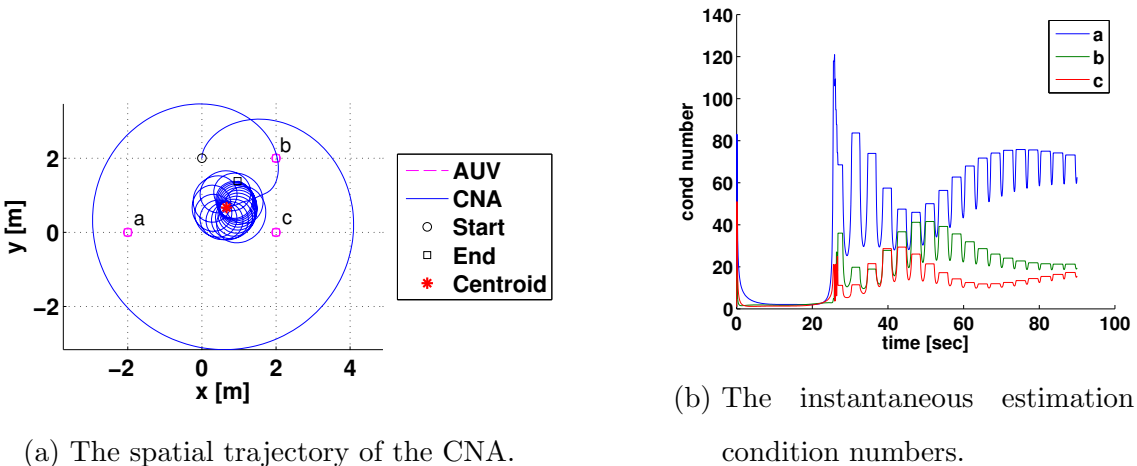 a
b
c
2
0
−2
y [m]
−2
0
2
4
x [m]
AUV
CNA
Start
End
Centroid
(a) The spatial trajectory of the CNA.
140
120
100
80
60
40
20
0
cond number
0
20
40
60
80
100
time [sec]
a
b
c
(b) The instantaneous estimation
condition numbers.